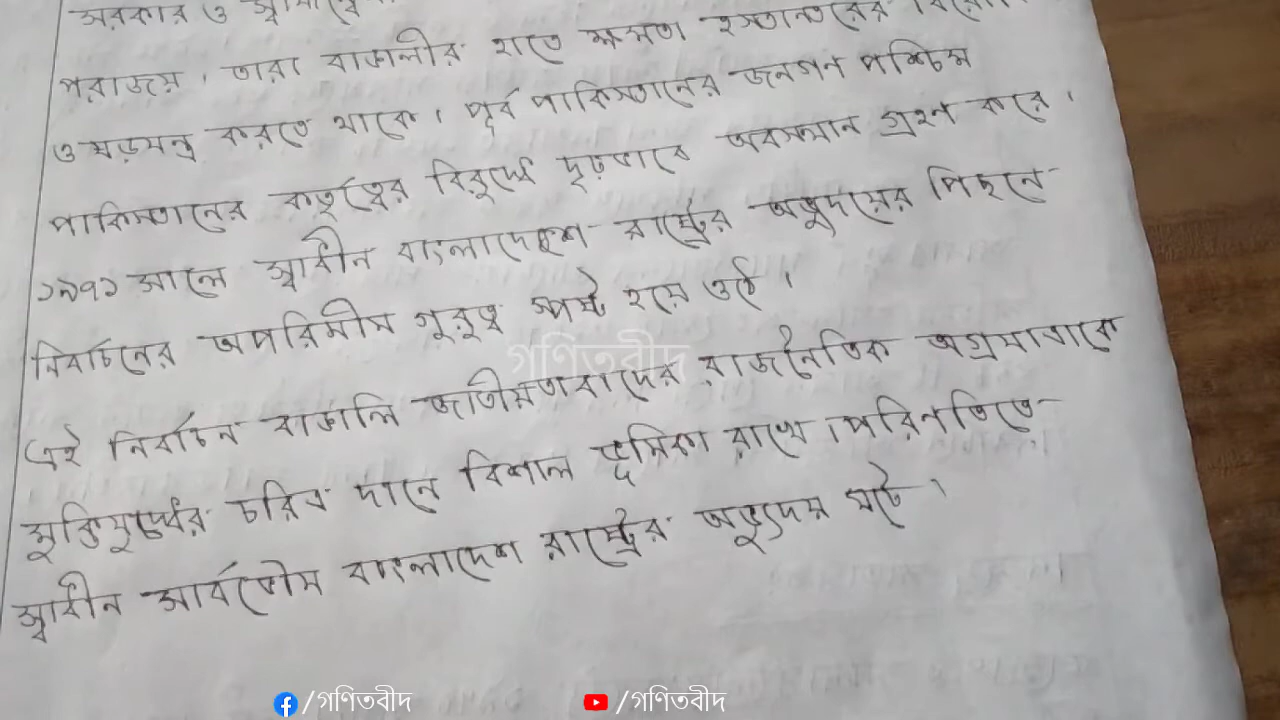 সরকার ও
পরাজয়। তারা বাঙালীর হাতে ক্ষমতা হস্তান্তরের
ও ষড়যন্ত্র করতে থাকে। পূর্ব পাকিস্তানের জনগন পশ্চিম
পাকিস্তানের কর্তৃত্বের বিরুদ্ধে দৃঢ়ভাবে অবস্থান গ্রহণ করে।
১৯৭১ সালে স্বাধীন বাংলাদেশ রাষ্ট্রের অভ্যুদয়ের পিছনে
নির্বাচনের অপরিসীম গুরুত্ব স্পষ্ট হয়ে ওঠে।
গণিতবীদ
এই নির্বাচন বাঙালি জাতীয়তাবাদের রাজনৈতিক অগ্রযাত্রাকে
মুক্তিযুদ্ধের চরিত্র দানে বিশাল ভূমিকা রাখে। পরিনতিতে
স্বাধীন সার্বভৌম বাংলাদেশ রাষ্ট্রের অভ্যুদয় ঘটে।
/গণিতবীদ
/গণিতবীদ